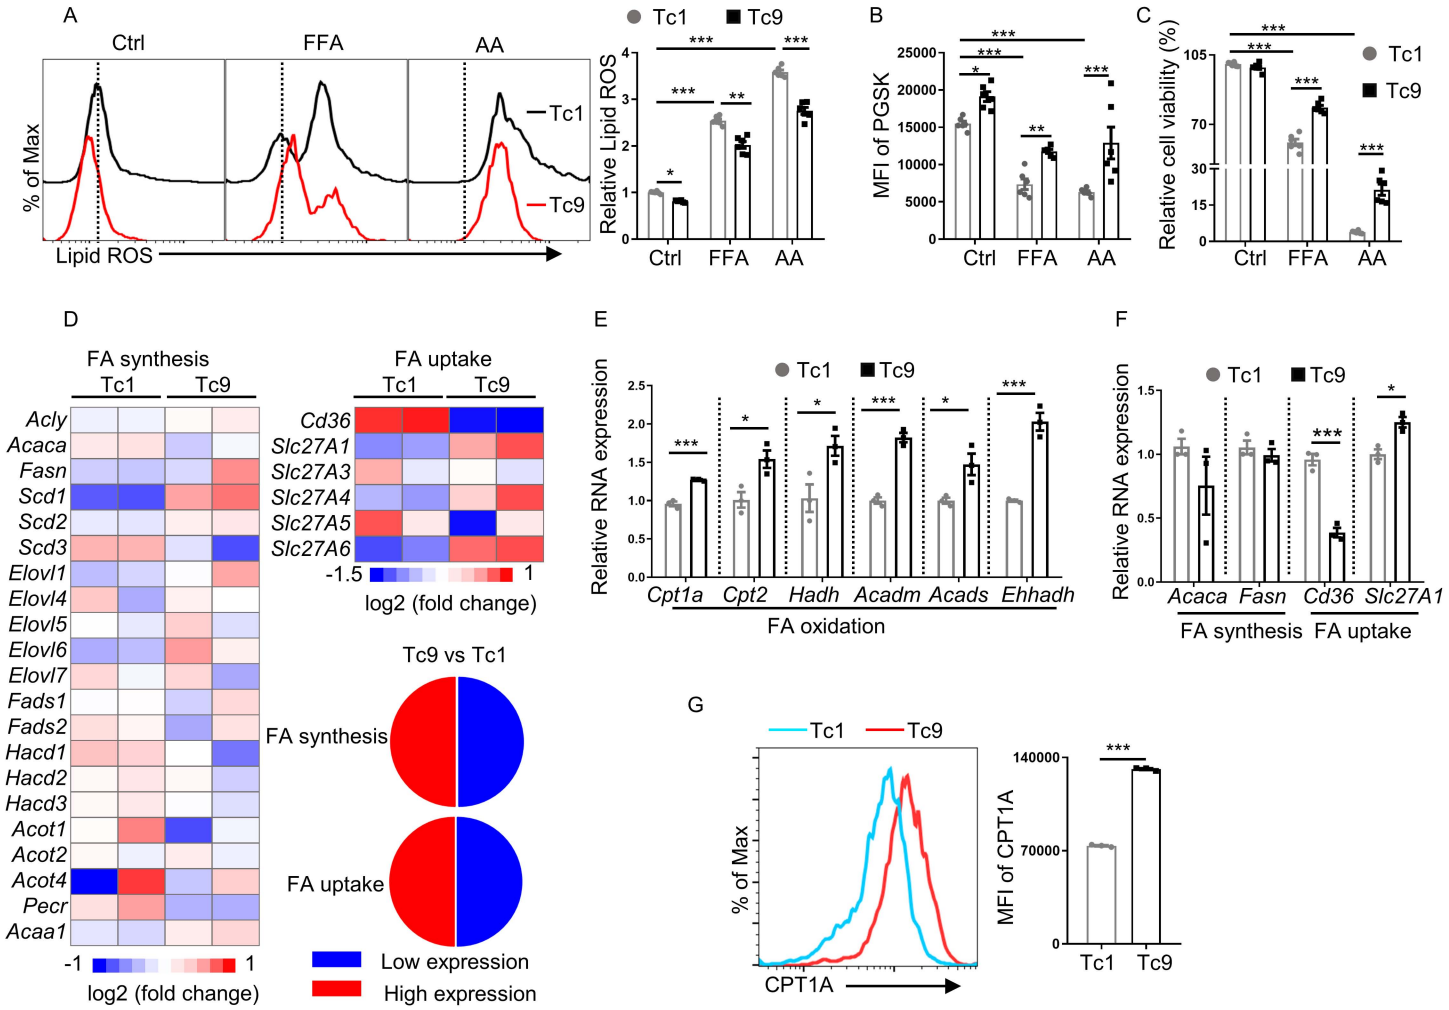 A
Ctrl
FFA
AA
% of Max
Tc1
Tc9
Lipid ROS
Tc1
Tc9
Relative Lipid ROS
4
3
2
1
0
***
***
***
**
*
Ctrl
FFA
AA
B
MFI of PGSK
25000
20000
15000
10000
5000
0
***
***
*
**
***
Ctrl
FFA
AA
C
Relative cell viability (%)
105
70
30
15
0
***
***
***
***
Tc1
Tc9
Ctrl
FFA
AA
D
FA synthesis
Tc1
Tc9
Acly
Acaca
Fasn
Scd1
Scd2
Scd3
Elovl1
Elovl4
Elovl5
Elovl6
Elovl7
Fads1
Fads2
Hacd1
Hacd2
Hacd3
Acot1
Acot2
Acot4
Pecr
Acaa1
-1
1
log2 (fold change)
FA uptake
Tc1
Tc9
Cd36
Slc27A1
Slc27A3
Slc27A4
Slc27A5
Slc27A6
-1.5
1
log2 (fold change)
Tc9 vs Tc1
FA synthesis
FA uptake
Low expression
High expression
E
Tc1
Tc9
Relative RNA expression
2.5
2.0
1.5
1.0
0.5
0.0
***
*
*
***
*
***
Cpt1a
Cpt2
Hadh
Acadm
Acads
Ehhadh
FA oxidation
F
Tc1
Tc9
Relative RNA expression
1.5
1.0
0.5
0.0
***
*
Acaca
Fasn
Cd36
Slc27A1
FA synthesis
FA uptake
G
Tc1
Tc9
% of Max
CPT1A
MFI of CPT1A
140000
70000
0
***
Tc1
Tc9